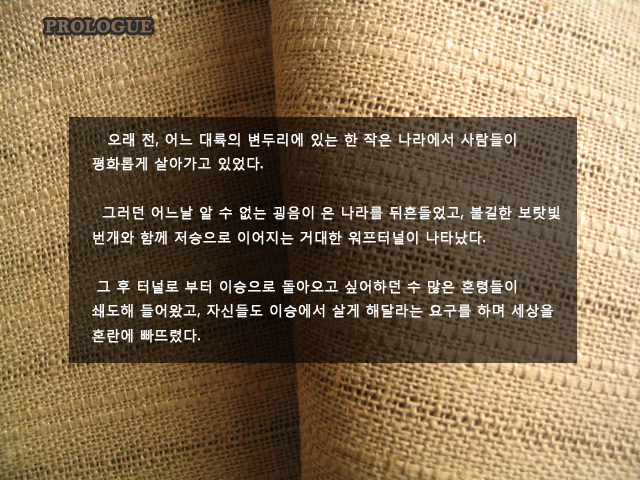 PROLOGUE
오래 전, 어느 대륙의 변두리에 있는 한 작은 나라에서 사람들이
평화롭게 살아가고 있었다.
그러던 어느날 알 수 없는 굉음이 온 나라를 뒤흔들었고, 불길한 보랏빛
번개와 함께 저승으로 이어지는 거대한 워프터널이 나타났다.
그 후 터널로 부터 이승으로 돌아오고 싶어하던 수 많은 혼령들이
쇄도해 들어왔고, 자신들도 이승에서 살게 해달라는 요구를 하며 세상을
혼란에 빠뜨렸다.